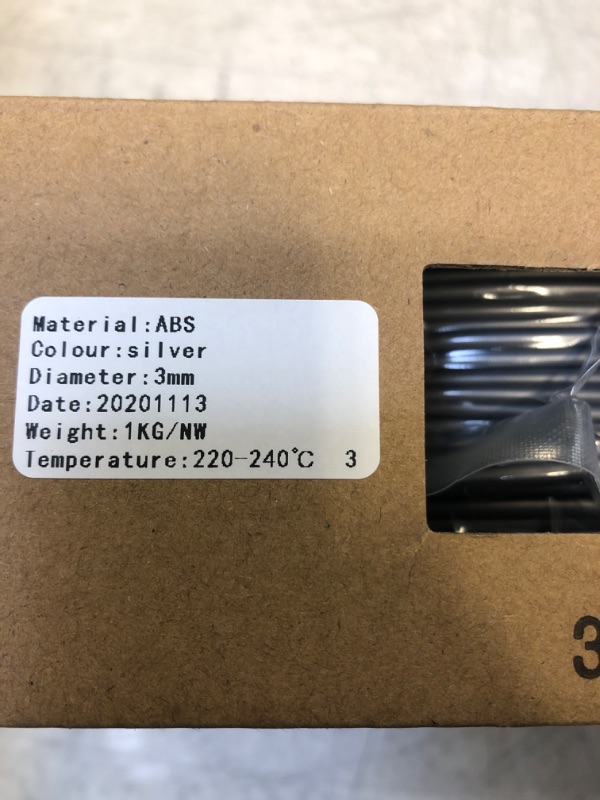 Material:ABS
Colour:silver
Diameter:3mm
Date:20201113
Weight:1KG/NW
Temperature:220-240℃ 3
3